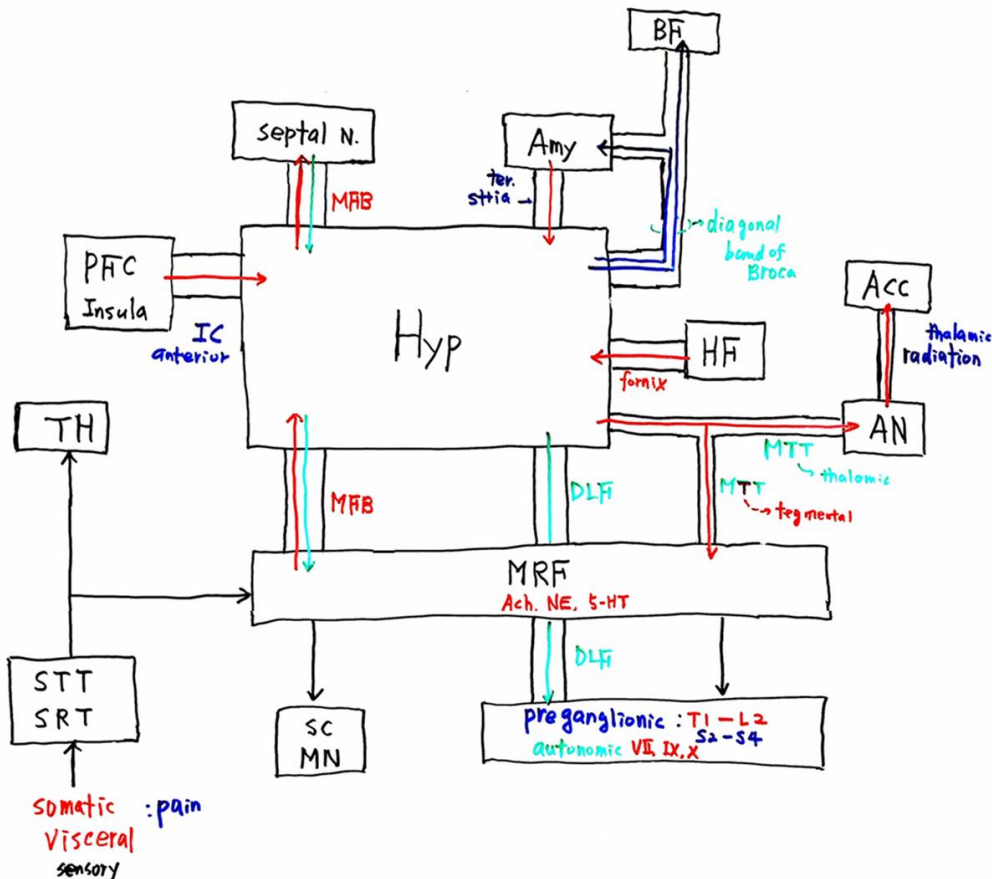 BF
septal N.
Amy
MFB
ter.
stria
diagonal
band of
Broca
PFC
Insula
IC
anterior
Hyp
HF
fornix
Acc
thalamic
radiation
AN
TH
MTT
thalamic
MTT
tegmental
MFB
DLF
MRF
Ach. NE, 5-HT
DLF
STT
SRT
SC
MN
preganglionic : T1-L2
S2-S4
autonomic VII, IX, X
somatic : pain
Visceral
sensory